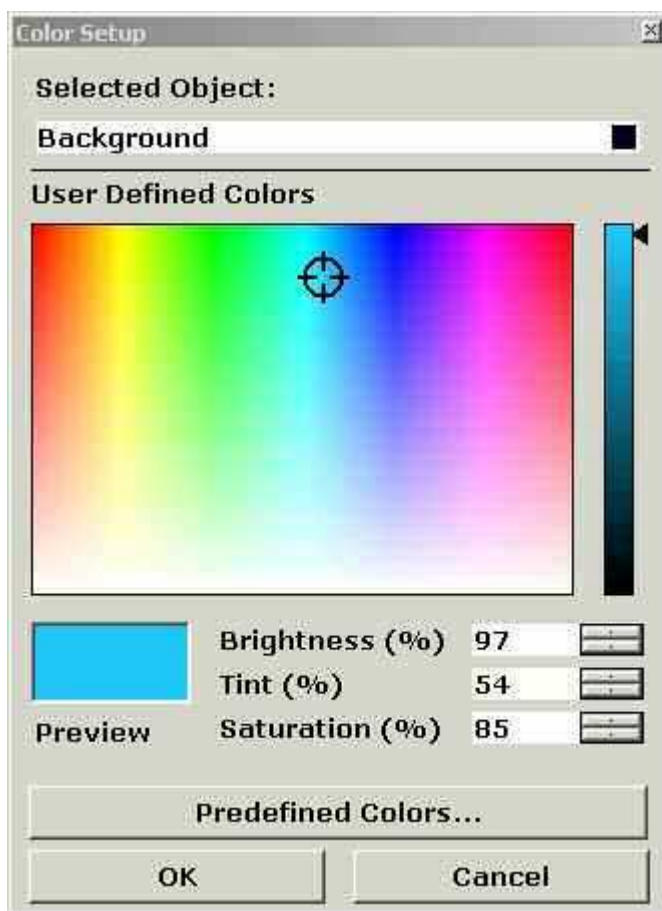 Color Setup
Selected Object:
Background
User Defined Colors
Brightness (%) 97
Tint (%) 54
Preview Saturation (%) 85
Predefined Colors...
OK Cancel